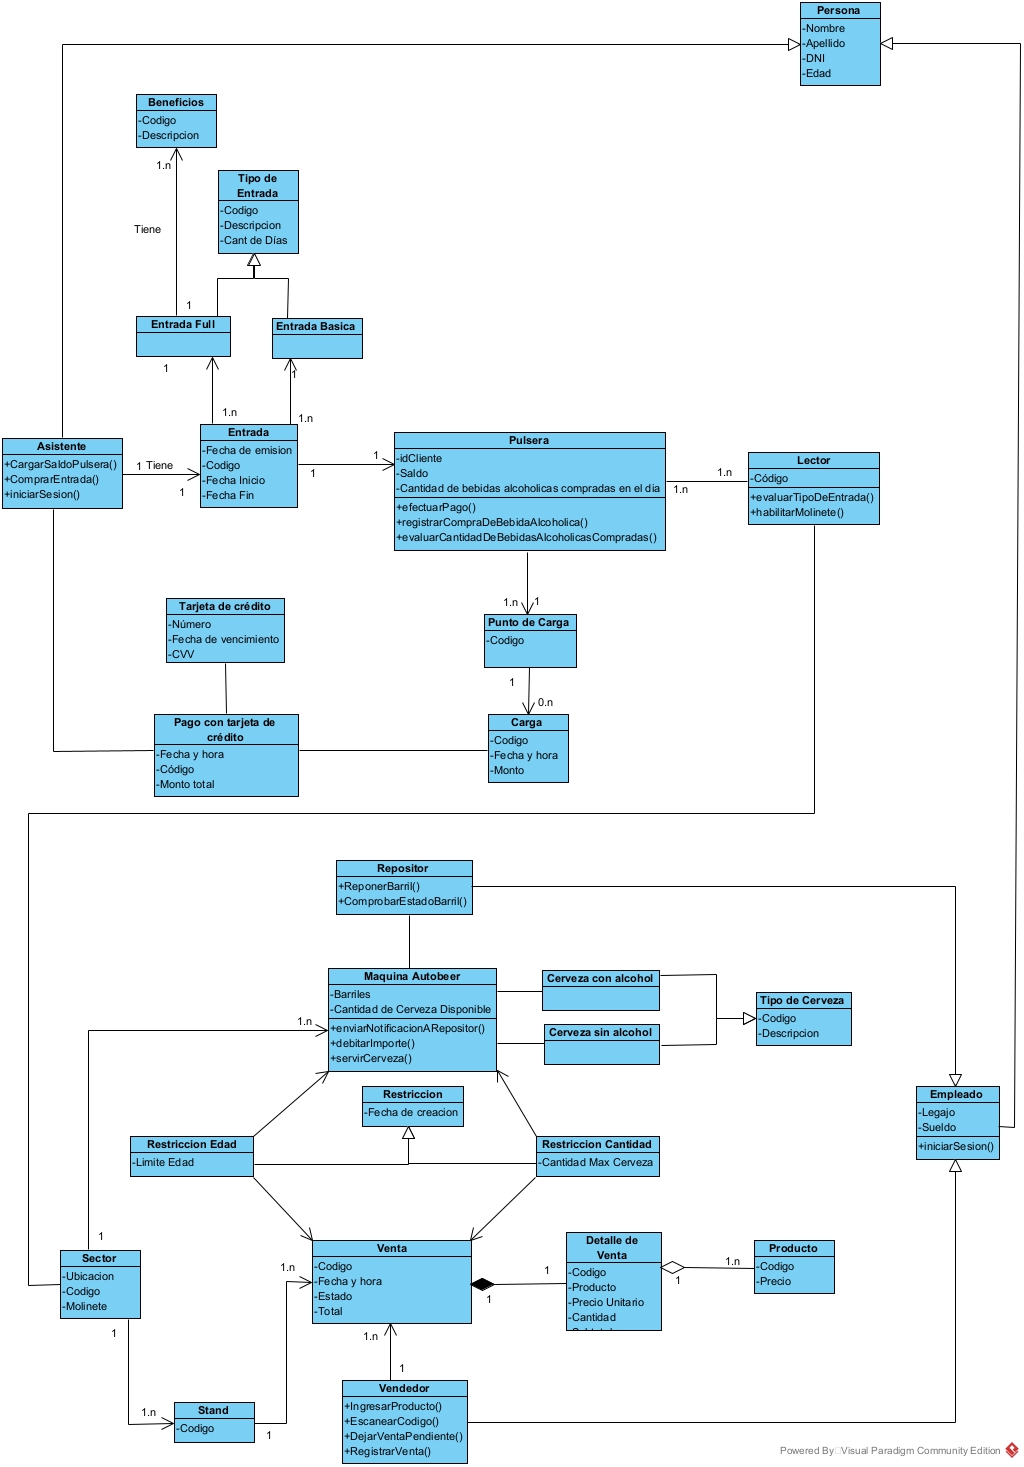 Persona
-Nombre
-Apellido
-DNI
-Edad
Beneficios
-Codigo
-Descripcion
1.n
Tiene
1
Tipo de
Entrada
-Codigo
-Descripcion
-Cant de Días
Entrada Full
Entrada Basica
1
1
1.n
1.n
Asistente
+CargarSaldoPulsera()
+ComprarEntrada()
+iniciarSesion()
1 Tiene
1
Entrada
-Fecha de emision
-Codigo
-Fecha Inicio
-Fecha Fin
1
1
Pulsera
-idCliente
-Saldo
-Cantidad de bebidas alcoholicas compradas en el dia
+efectuarPago()
+registrarCompraDeBebidaAlcoholica()
+evaluarCantidadDeBebidasAlcoholicasCompradas()
1.n
1.n
Lector
-Código
+evaluarTipoDeEntrada()
+habilitarMolinete()
1.n
1
Punto de Carga
-Codigo
1
0.n
Tarjeta de crédito
-Número
-Fecha de vencimiento
-CVV
Pago con tarjeta de
crédito
-Fecha y hora
-Código
-Monto total
Carga
-Codigo
-Fecha y hora
-Monto
Repositor
+ReponerBarril()
+ComprobarEstadoBarril()
Maquina Autobeer
-Barriles
-Cantidad de Cerveza Disponible
+enviarNotificacionARepositor()
+debitarImporte()
+servirCerveza()
1.n
Cerveza con alcohol
Cerveza sin alcohol
Tipo de Cerveza
-Codigo
-Descripcion
Restriccion
-Fecha de creacion
Restriccion Edad
-Limite Edad
Restriccion Cantidad
-Cantidad Max Cerveza
Empleado
-Legajo
-Sueldo
+iniciarSesion()
1
Sector
-Ubicacion
-Codigo
-Molinete
1
1.n
Venta
-Codigo
-Fecha y hora
-Estado
-Total
1
1
Detalle de
Venta
-Codigo
-Producto
-Precio Unitario
-Cantidad
1
1.n
Producto
-Codigo
-Precio
1.n
1
1.n
Stand
-Codigo
1
Vendedor
+IngresarProducto()
+EscanearCodigo()
+DejarVentaPendiente()
+RegistrarVenta()
Powered By Visual Paradigm Community Edition